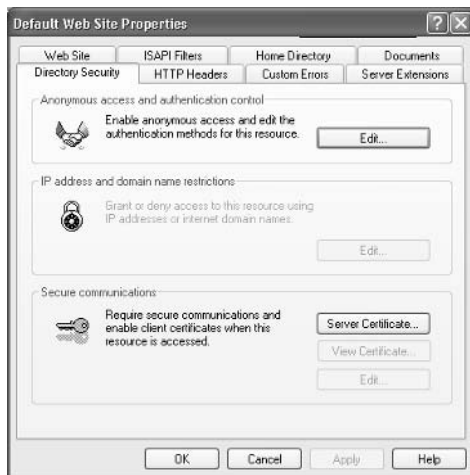 Default Web Site Properties
Web Site ISAPI Filters Home Directory Documents
Directory Security HTTP Headers Custom Errors Server Extensions
Anonymous access and authentication control
Enable anonymous access and edit the
authentication methods for this resource.
Edit...
IP address and domain name restrictions
Grant or deny access to this resource using
IP addresses or internet domain names.
Edit...
Secure communications
Require secure communications and
enable client certificates when this
resource is accessed.
Server Certificate...
View Certificate...
Edit...
OK Cancel Apply Help